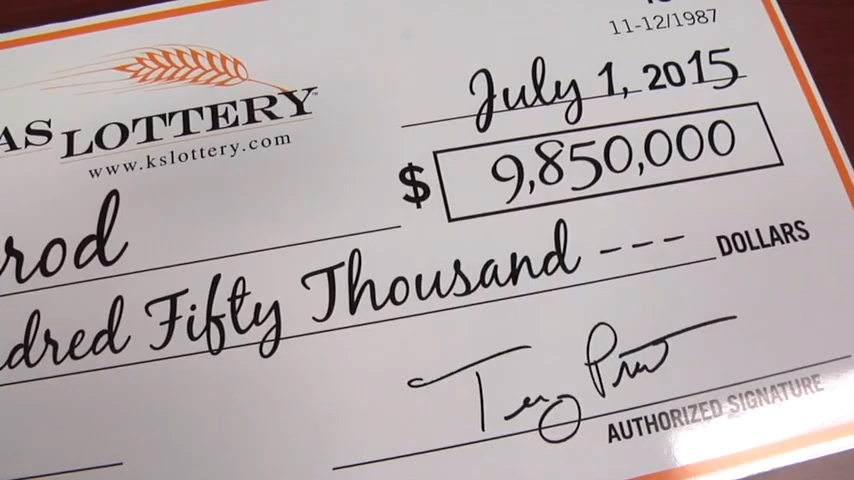 11-12/1987
July 1, 2015
AS LOTTERY
www.kslottery.com
$ 9,850,000
rod
dred Fifty Thousand --- DOLLARS
AUTHORIZED SIGNATURE